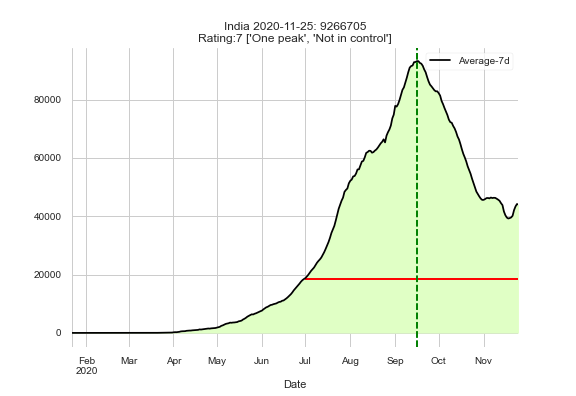 India 2020-11-25: 9266705
Rating:7 ['One peak', 'Not in control']
Average-7d
80000
60000
40000
20000
0
Feb Mar Apr May Jun Jul Aug Sep Oct Nov
2020
Date